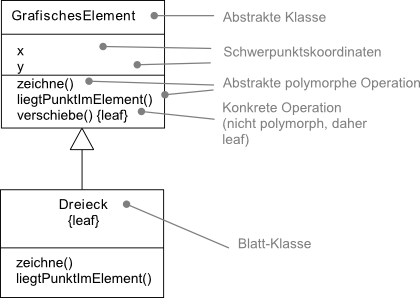 GrafischesElement
Abstrakte Klasse
x
y
Schwerpunktskoordinaten
zeichne()
liegtPunktImElement()
verschiebe() {leaf}
Abstrakte polymorphe Operation
Konkrete Operation
(nicht polymorph, daher
leaf)
Dreieck
{leaf}
Blatt-Klasse
zeichne()
liegtPunktImElement()